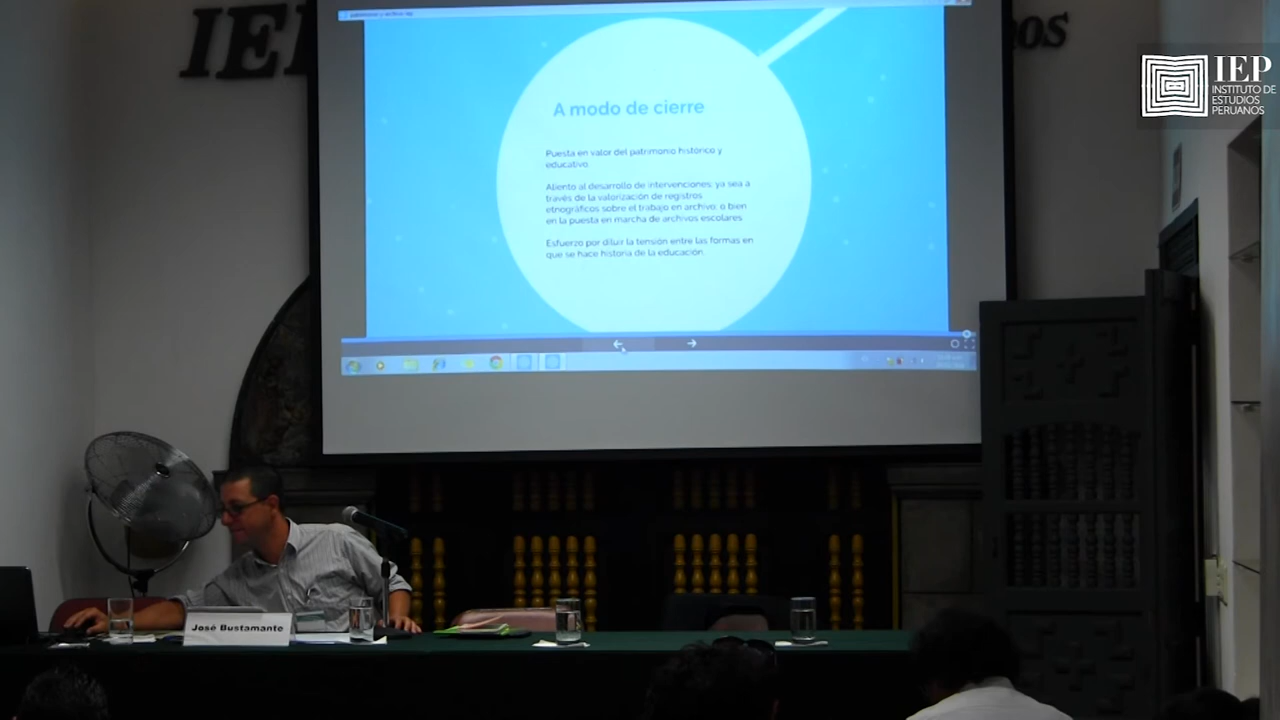 IEP
INSTITUTO DE
ESTUDIOS
PERUANOS
A modo de cierre
Puesta en valor del patrimonio histórico y
educativo.
Aliento al desarrollo de intervenciones: ya sea a
través de la valorización de registros
etnográficos sobre el trabajo en archivo; o bien
en la puesta en marcha de archivos escolares.
Esfuerzo por diluir la tensión entre las formas en
que se hace historia de la educación.
José Bustamante